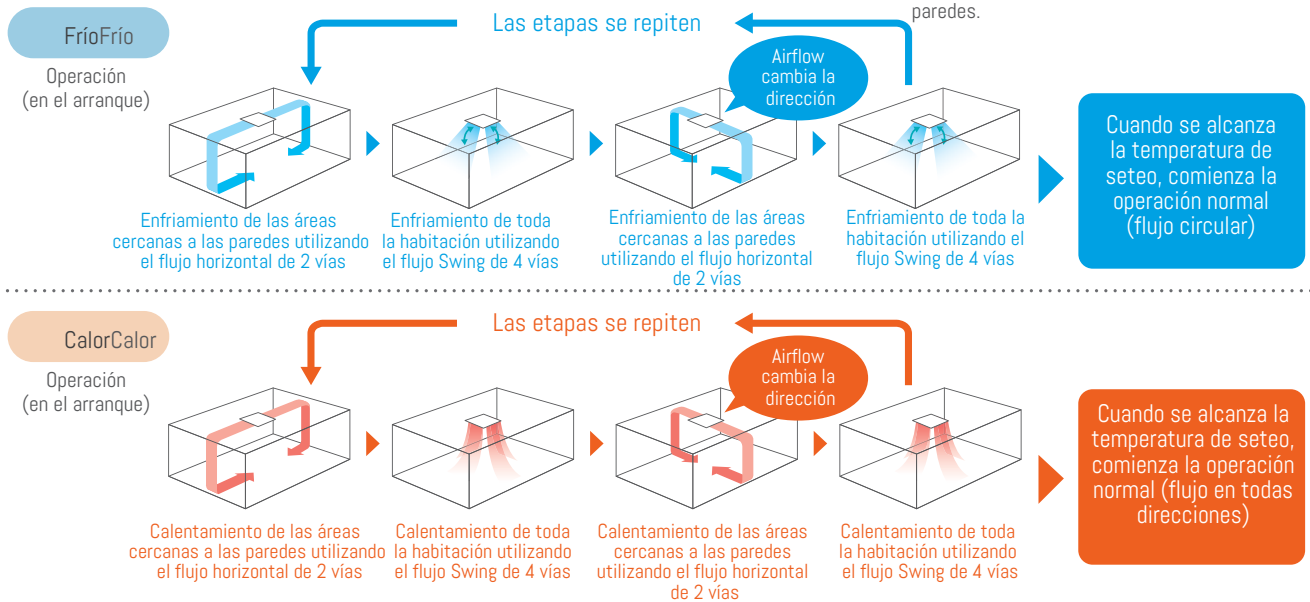 paredes.
FríoFrío
Operación
(en el arranque)
Las etapas se repiten
Airflow
cambia la
dirección
Enfriamiento de las áreas
cercanas a las paredes utilizando
el flujo horizontal de 2 vías
Enfriamiento de toda
la habitación utilizando
el flujo Swing de 4 vías
Enfriamiento de las áreas
cercanas a las paredes
utilizando el flujo horizontal
de 2 vías
Enfriamiento de toda la
habitación utilizando el
flujo Swing de 4 vías
Cuando se alcanza
la temperatura de
seteo, comienza la
operación normal
(flujo circular)
CalorCalor
Operación
(en el arranque)
Las etapas se repiten
Airflow
cambia la
dirección
Calentamiento de las áreas
cercanas a las paredes utilizando
el flujo horizontal de 2 vías
Calentamiento de toda
la habitación utilizando
el flujo Swing de 4 vías
Calentamiento de las áreas
cercanas a las paredes
utilizando el flujo horizontal
de 2 vías
Calentamiento de toda
la habitación utilizando
el flujo Swing de 4 vías
Cuando se alcanza la
temperatura de seteo,
comienza la operación
normal (flujo en todas
direcciones)